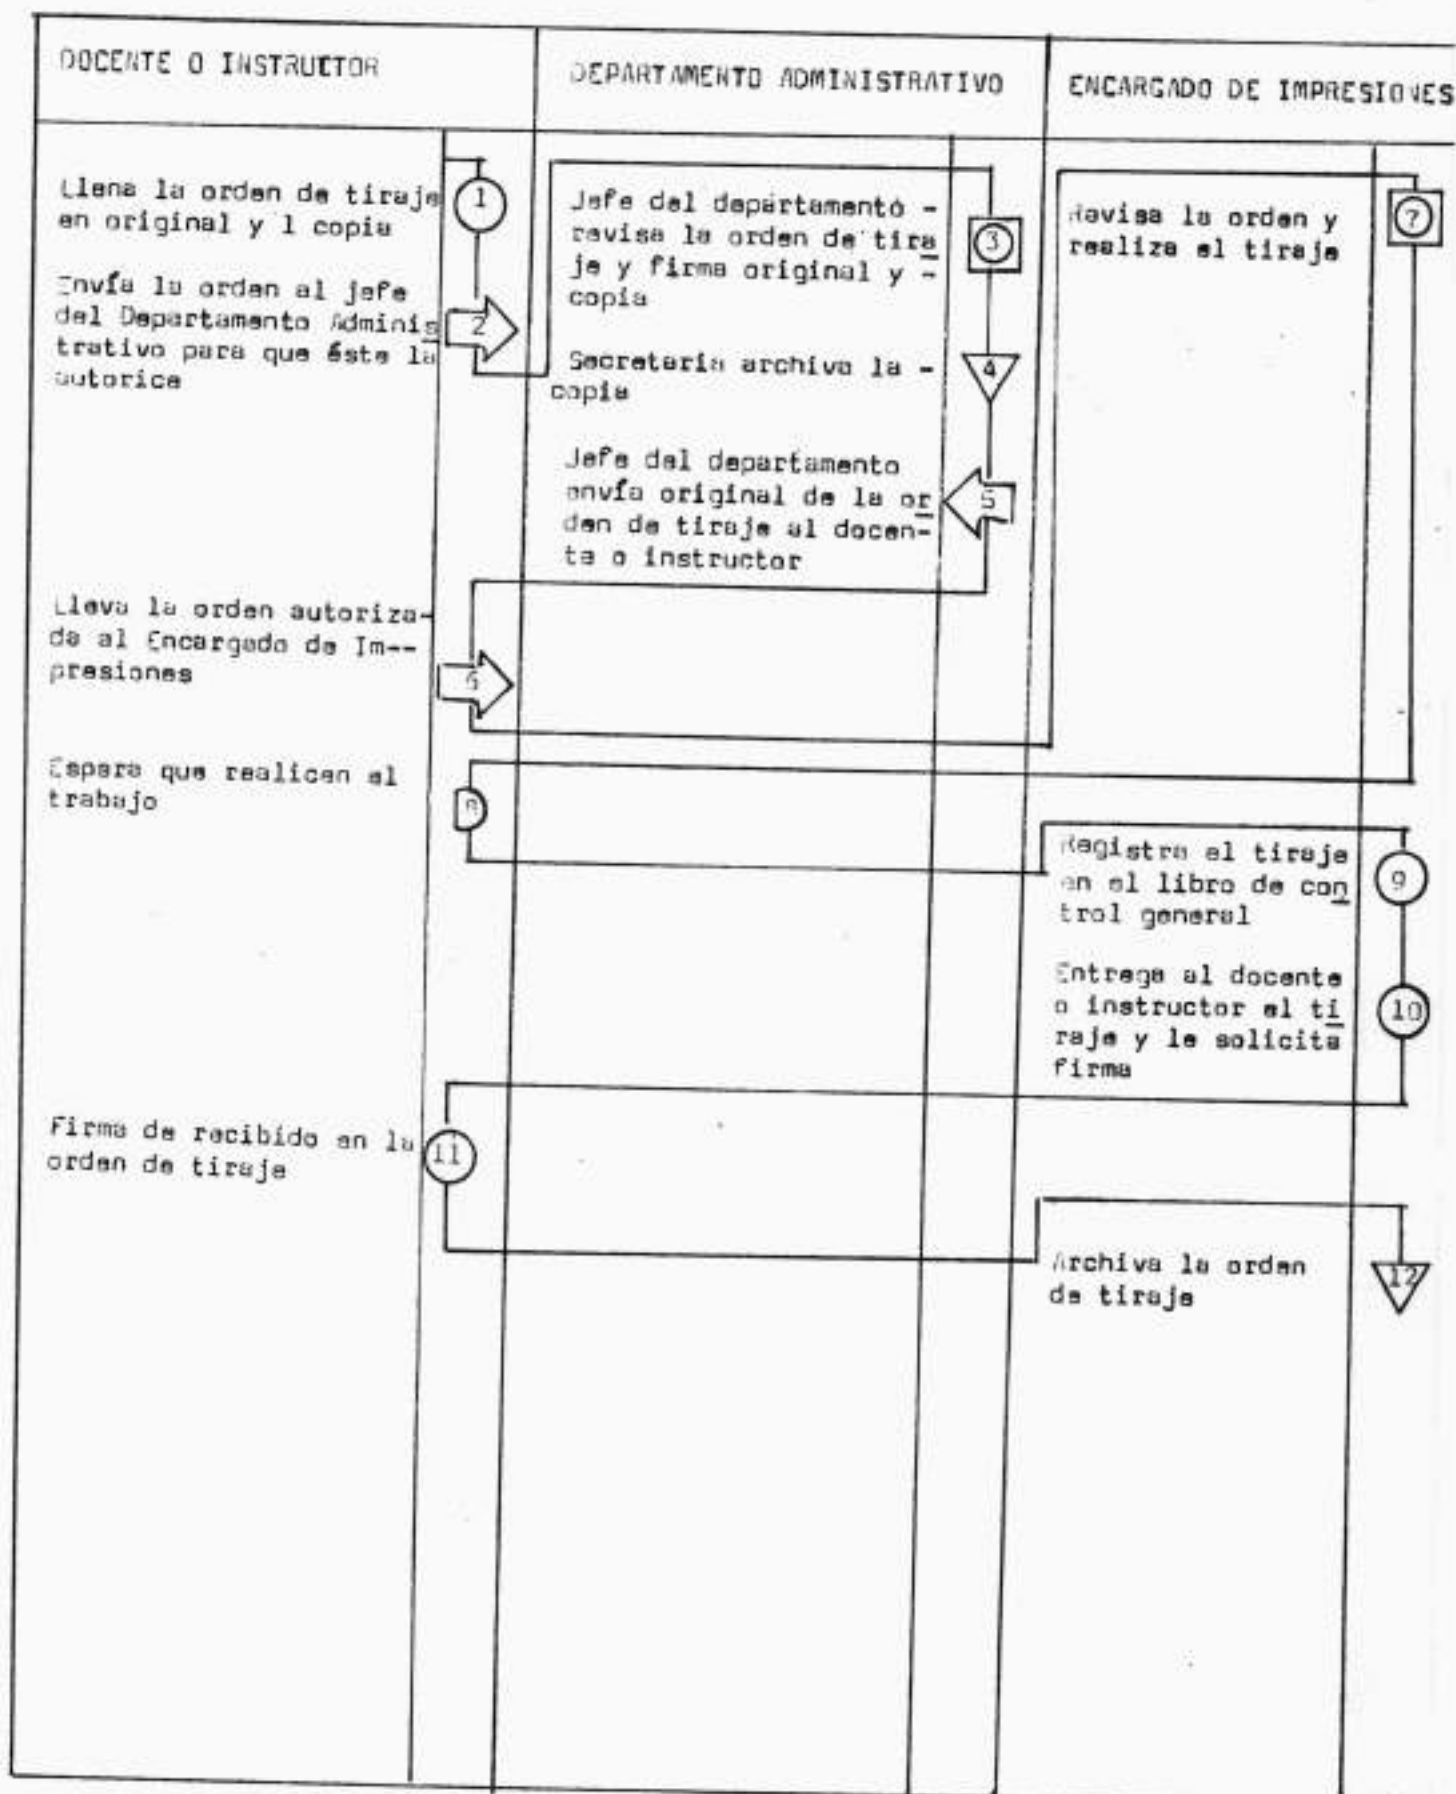 DOCENTE O INSTRUCTOR
DEPARTAMENTO ADMINISTRATIVO
ENCARGADO DE IMPRESIONES
Llena la orden de tiraje
en original y 1 copia
1
Envía la orden al jefe
del Departamento Adminis
trativo para que éste la
autorice
2
Jefe del departamento -
revisa la orden de tira
je y firma original y -
copia
3
Secretaria archiva la -
copia
4
Jefe del departamento
envía original de la or
den de tiraje al docen-
te o instructor
5
Lleva la orden autoriza-
da al Encargado de Im--
presiones
6
Revisa la orden y
realiza el tiraje
7
Espera que realicen el
trabajo
8
Registra el tiraje
en el libro de con
trol general
9
Entrega al docente
o instructor el ti
raje y le solicita
firma
10
Firma de recibido en la
orden de tiraje
11
Archiva la orden
de tiraje
12